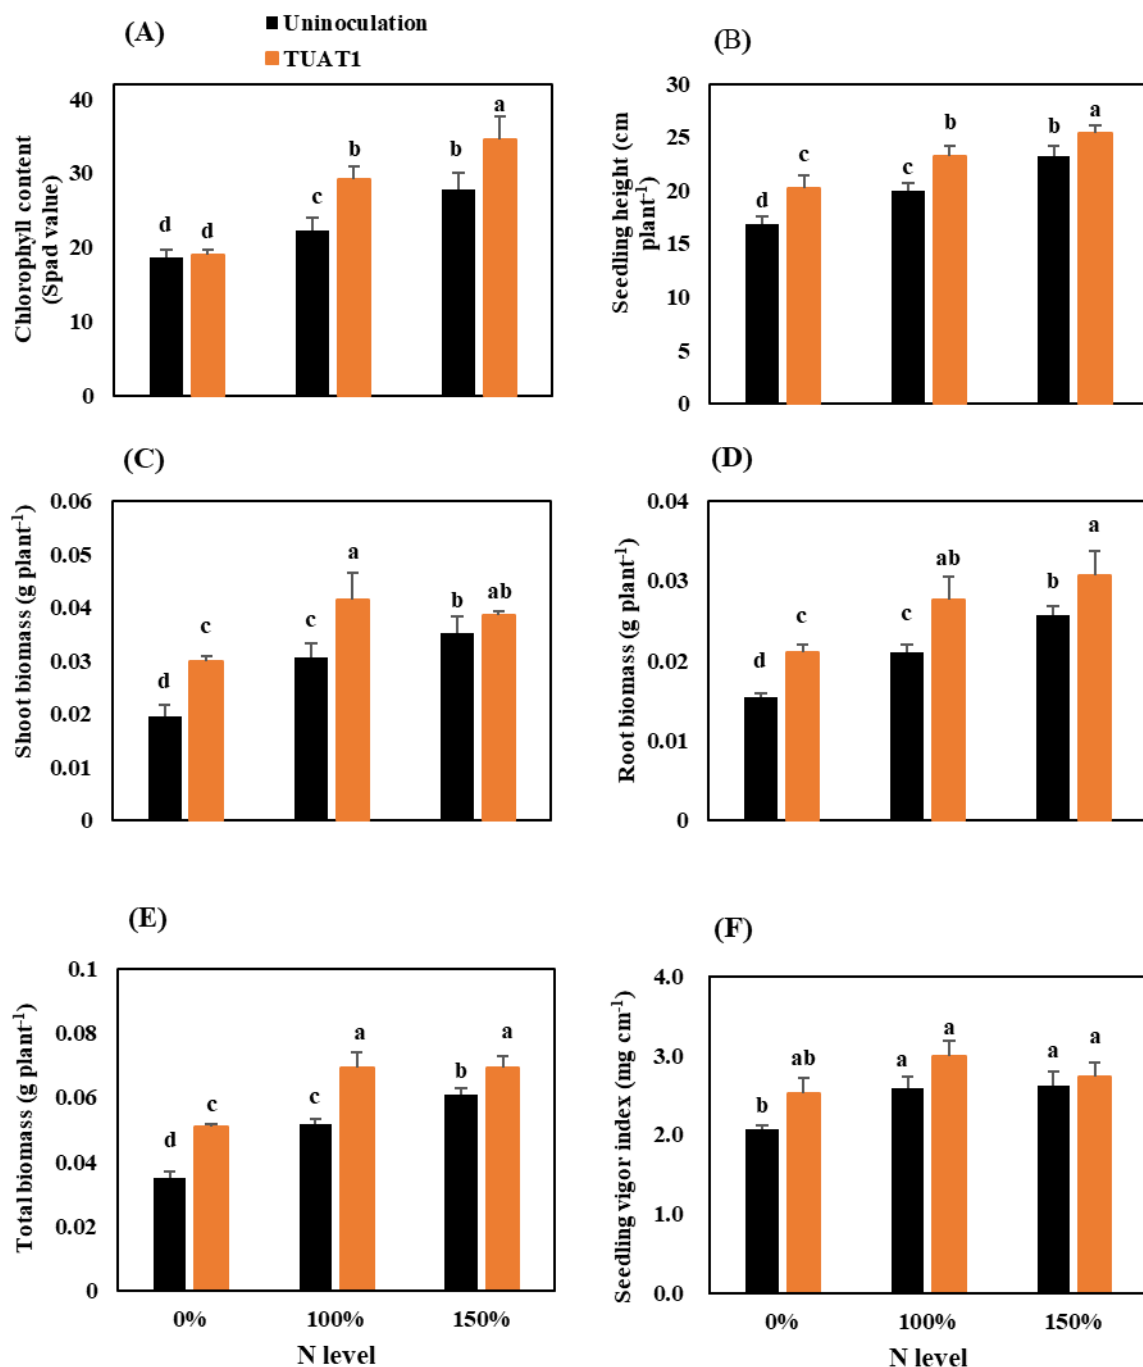 (A)
Uninoculation
TUAT1
Chlorophyll content
(Spad value)
40
30
20
10
0
d
d
c
b
b
a
(B)
Seedling height (cm
plant⁻¹)
30
25
20
15
10
5
0
d
c
c
b
b
a
(C)
Shoot biomass (g plant⁻¹)
0.06
0.05
0.04
0.03
0.02
0.01
0
d
c
c
a
b
ab
(D)
Root biomass (g plant⁻¹)
0.04
0.03
0.02
0.01
0
d
c
c
ab
b
a
(E)
Total biomass (g plant⁻¹)
0.1
0.08
0.06
0.04
0.02
0
d
c
c
a
b
a
0%
100%
150%
N level
(F)
Seedling vigor index (mg cm⁻¹)
4.0
3.0
2.0
1.0
0.0
b
ab
a
a
a
a
0%
100%
150%
N level